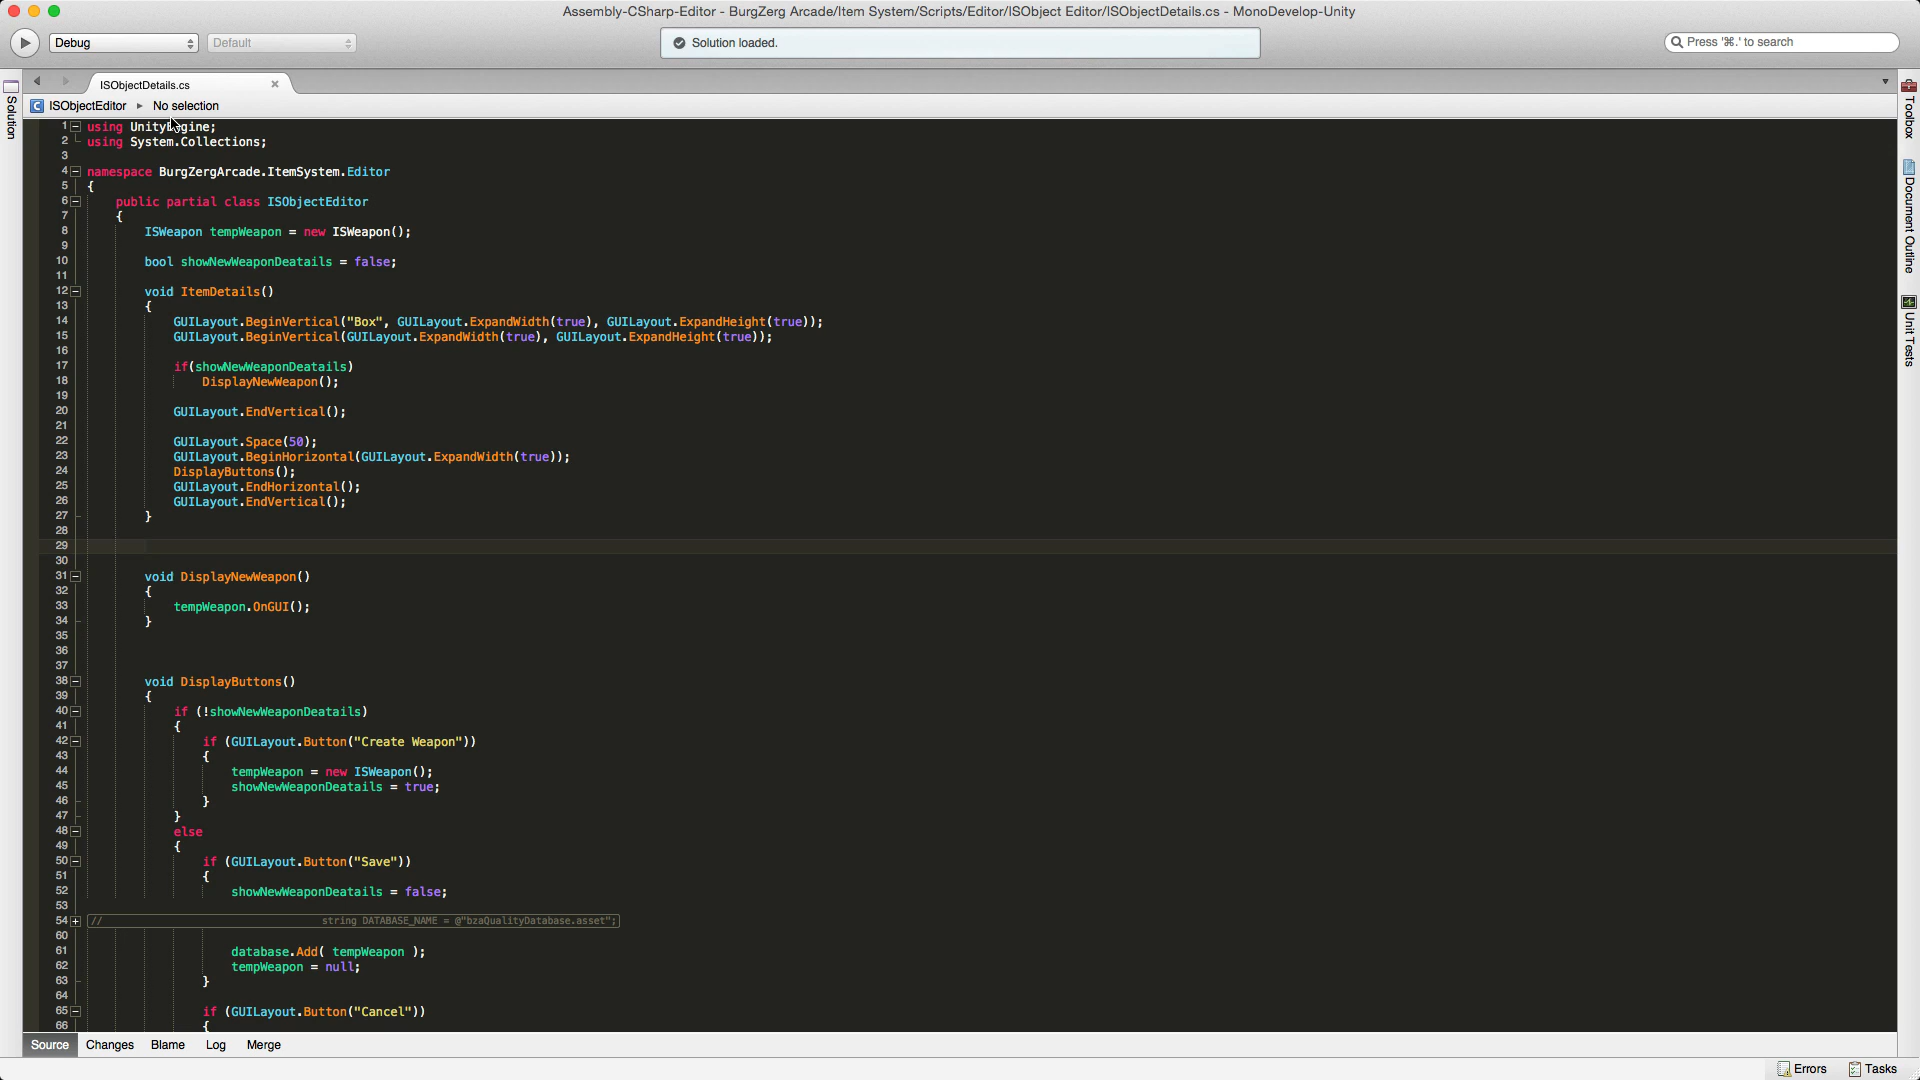 Assembly-CSharp-Editor - BurgZerg Arcade/Item System/Scripts/Editor/ISObject Editor/ISObjectDetails.cs - MonoDevelop-Unity
Debug
Default
Solution loaded.
Press '⌘.' to search
ISObjectDetails.cs
C ISObjectEditor ▸ No selection
Solution
Toolbox
Document Outline
Unit Tests
1 using UnityEngine;
2 using System.Collections;
3
4 namespace BurgZergArcade.ItemSystem.Editor
5 {
6 public partial class ISObjectEditor
7 {
8 ISWeapon tempWeapon = new ISWeapon();
9
10 bool showNewWeaponDeatails = false;
11
12 void ItemDetails()
13 {
14 GUILayout.BeginVertical("Box", GUILayout.ExpandWidth(true), GUILayout.ExpandHeight(true));
15 GUILayout.BeginVertical(GUILayout.ExpandWidth(true), GUILayout.ExpandHeight(true));
16
17 if(showNewWeaponDeatails)
18 DisplayNewWeapon();
19
20 GUILayout.EndVertical();
21
22 GUILayout.Space(50);
23 GUILayout.BeginHorizontal(GUILayout.ExpandWidth(true));
24 DisplayButtons();
25 GUILayout.EndHorizontal();
26 GUILayout.EndVertical();
27 }
28
29
30
31 void DisplayNewWeapon()
32 {
33 tempWeapon.OnGUI();
34 }
35
36
37
38 void DisplayButtons()
39 {
40 if (!showNewWeaponDeatails)
41 {
42 if (GUILayout.Button("Create Weapon"))
43 {
44 tempWeapon = new ISWeapon();
45 showNewWeaponDeatails = true;
46 }
47 }
48 else
49 {
50 if (GUILayout.Button("Save"))
51 {
52 showNewWeaponDeatails = false;
53
54 // string DATABASE_NAME = @"bzaQualityDatabase.asset";
60
61 database.Add( tempWeapon );
62 tempWeapon = null;
63 }
64
65 if (GUILayout.Button("Cancel"))
66 {
Source Changes Blame Log Merge
Errors Tasks